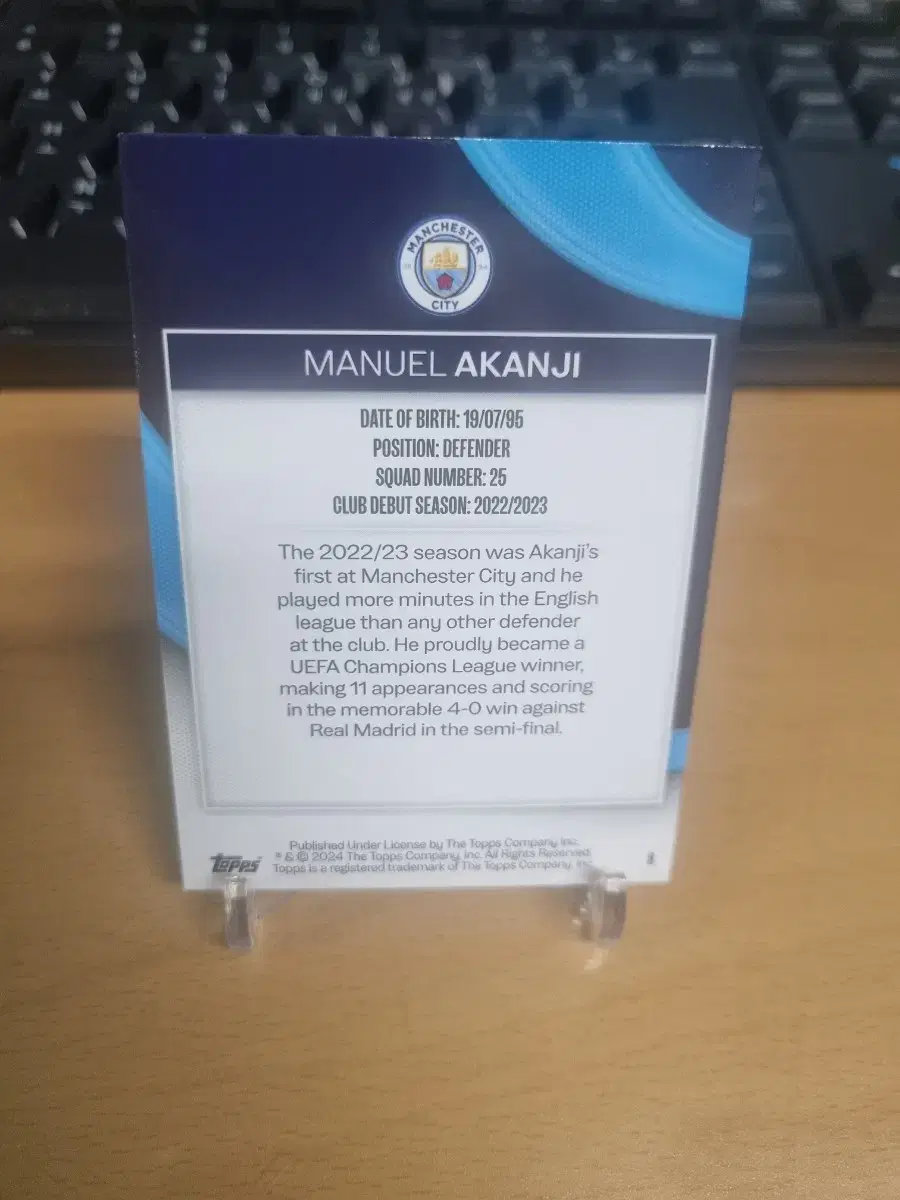 MANCHESTER
CITY
MANUEL AKANJI
DATE OF BIRTH: 19/07/95
POSITION: DEFENDER
SQUAD NUMBER: 25
CLUB DEBUT SEASON: 2022/2023
The 2022/23 season was Akanji's
first at Manchester City and he
played more minutes in the English
league than any other defender
at the club. He proudly became a
UEFA Champions League winner,
making 11 appearances and scoring
in the memorable 4-0 win against
Real Madrid in the semi-final.
Published Under License by The Topps Company, Inc.
® & © 2024 The Topps Company, Inc. All Rights Reserved.
Topps is a registered trademark of The Topps Company, Inc.
topps